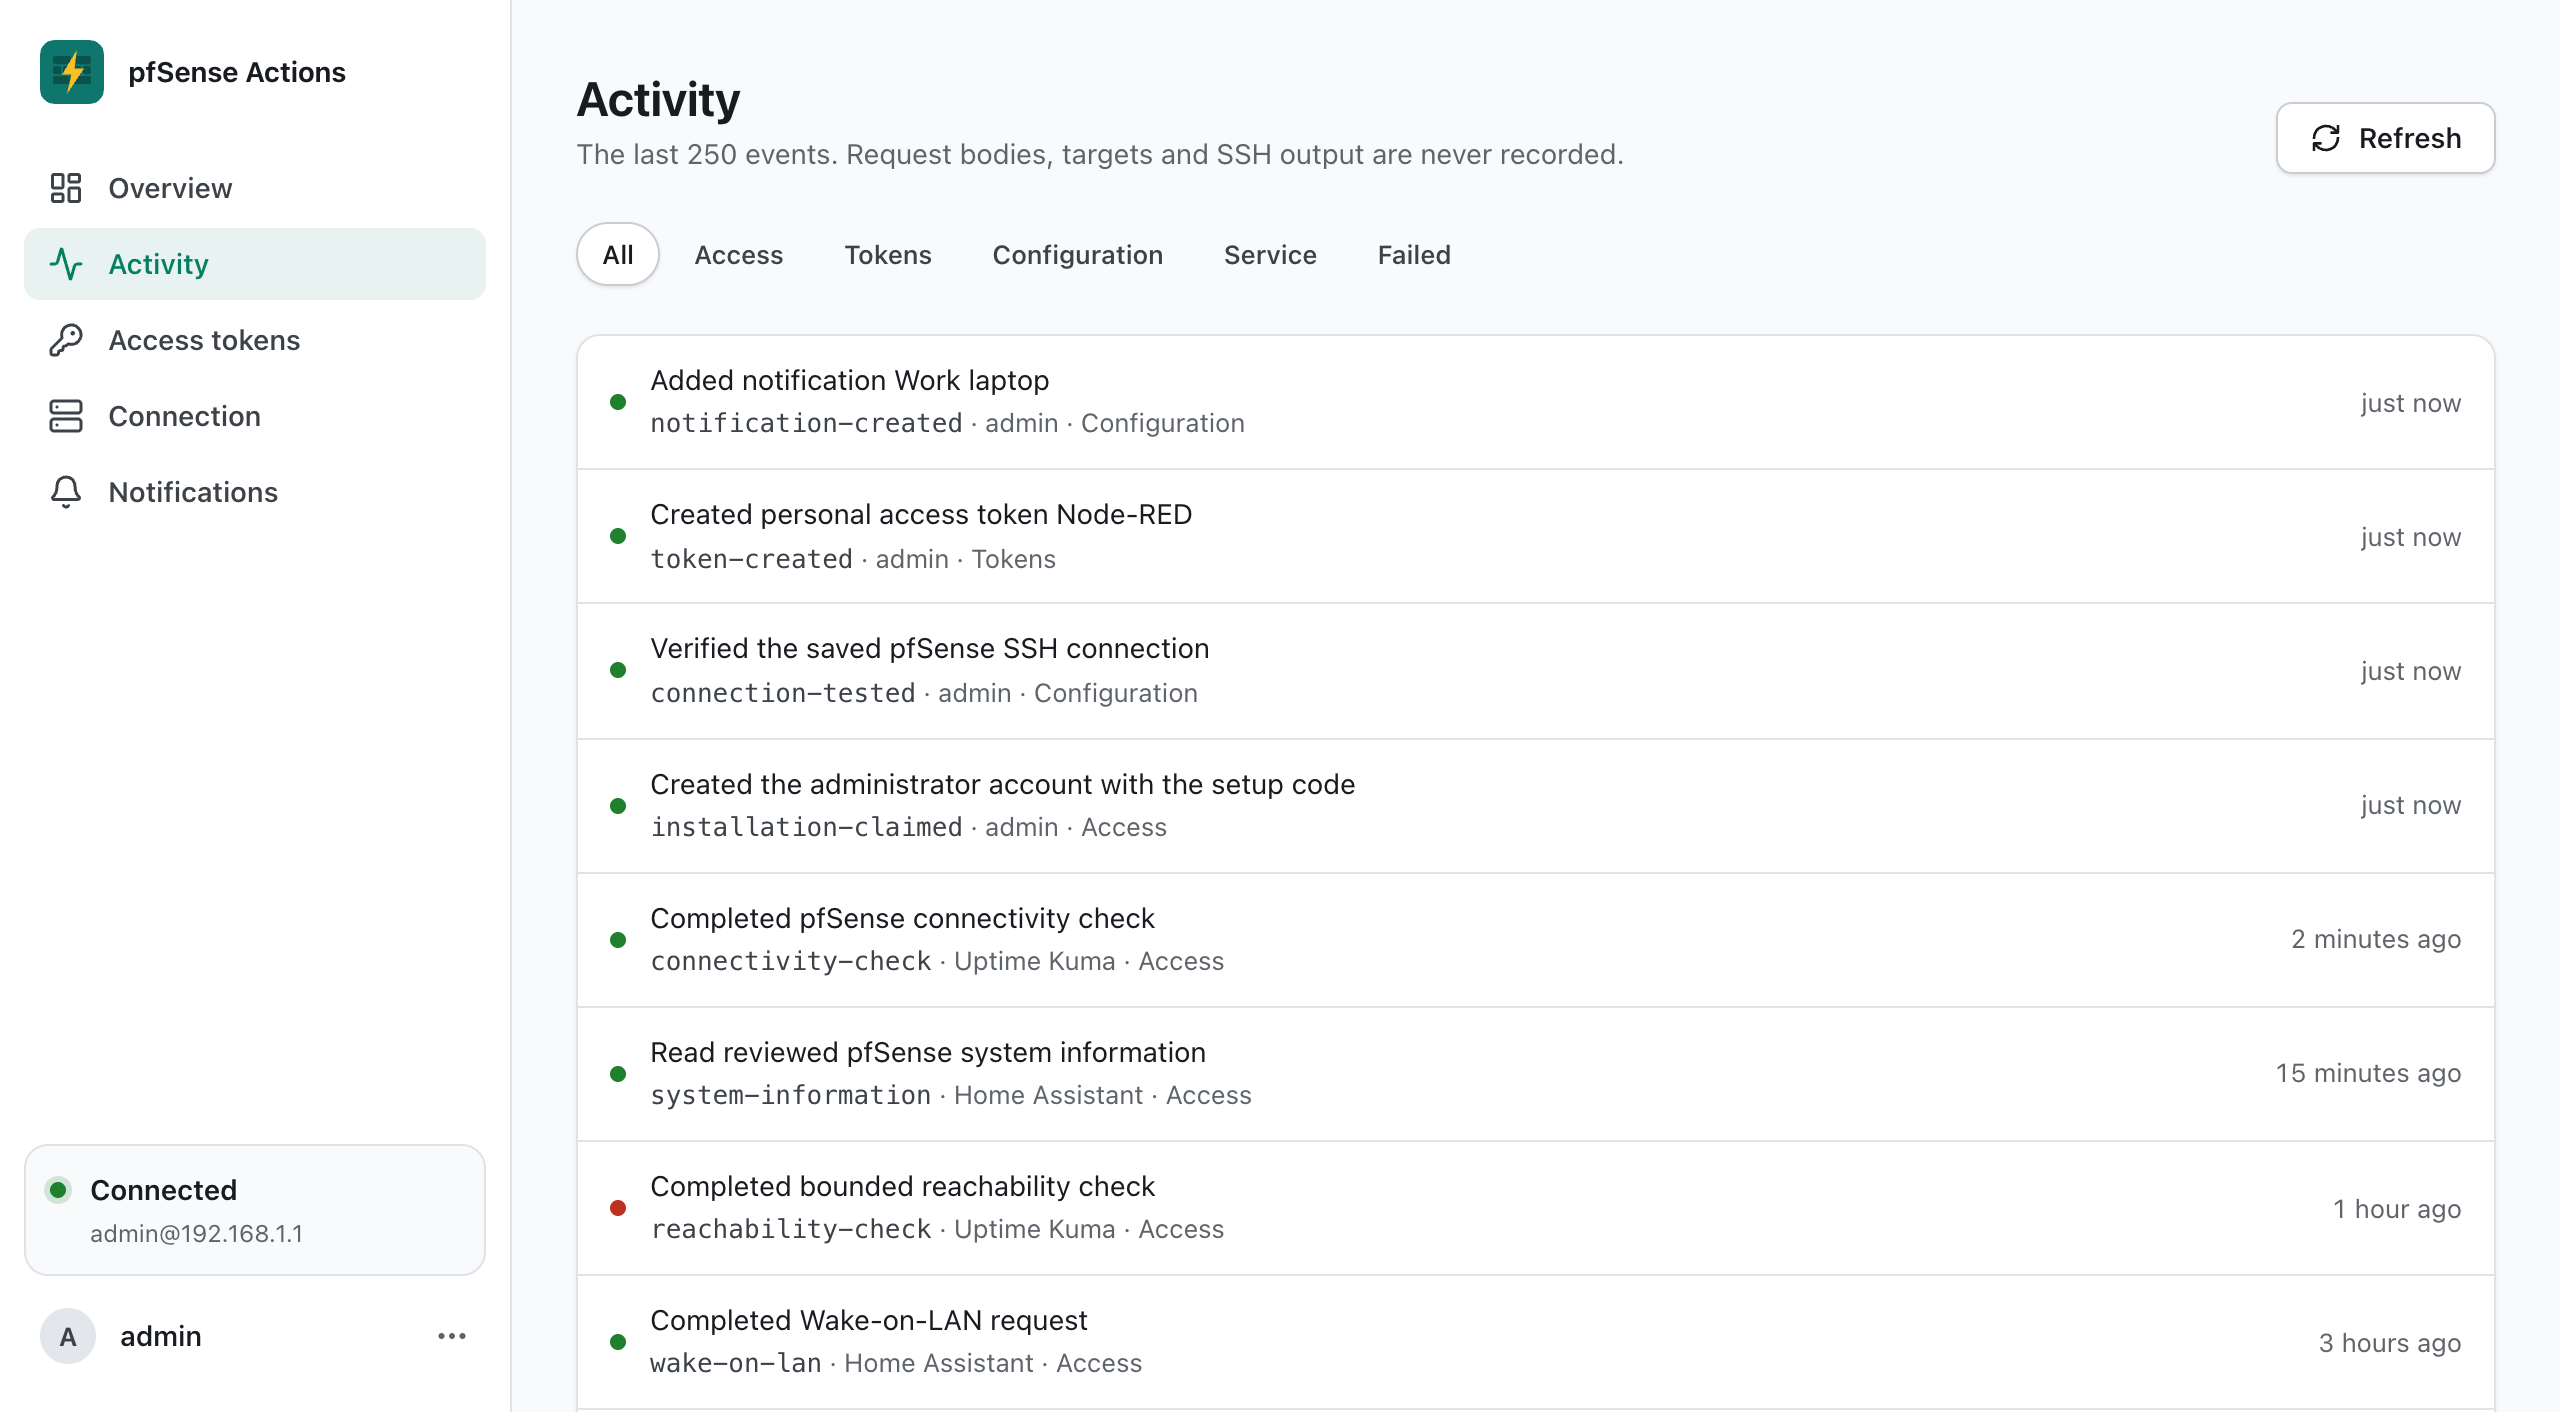 pfSense Actions
Overview
Activity
Access tokens
Connection
Notifications
Connected
admin@192.168.1.1
A
admin
Activity
The last 250 events. Request bodies, targets and SSH output are never recorded.
Refresh
All
Access
Tokens
Configuration
Service
Failed
Added notification Work laptop
notification-created · admin · Configuration
just now
Created personal access token Node-RED
token-created · admin · Tokens
just now
Verified the saved pfSense SSH connection
connection-tested · admin · Configuration
just now
Created the administrator account with the setup code
installation-claimed · admin · Access
just now
Completed pfSense connectivity check
connectivity-check · Uptime Kuma · Access
2 minutes ago
Read reviewed pfSense system information
system-information · Home Assistant · Access
15 minutes ago
Completed bounded reachability check
reachability-check · Uptime Kuma · Access
1 hour ago
Completed Wake-on-LAN request
wake-on-lan · Home Assistant · Access
3 hours ago